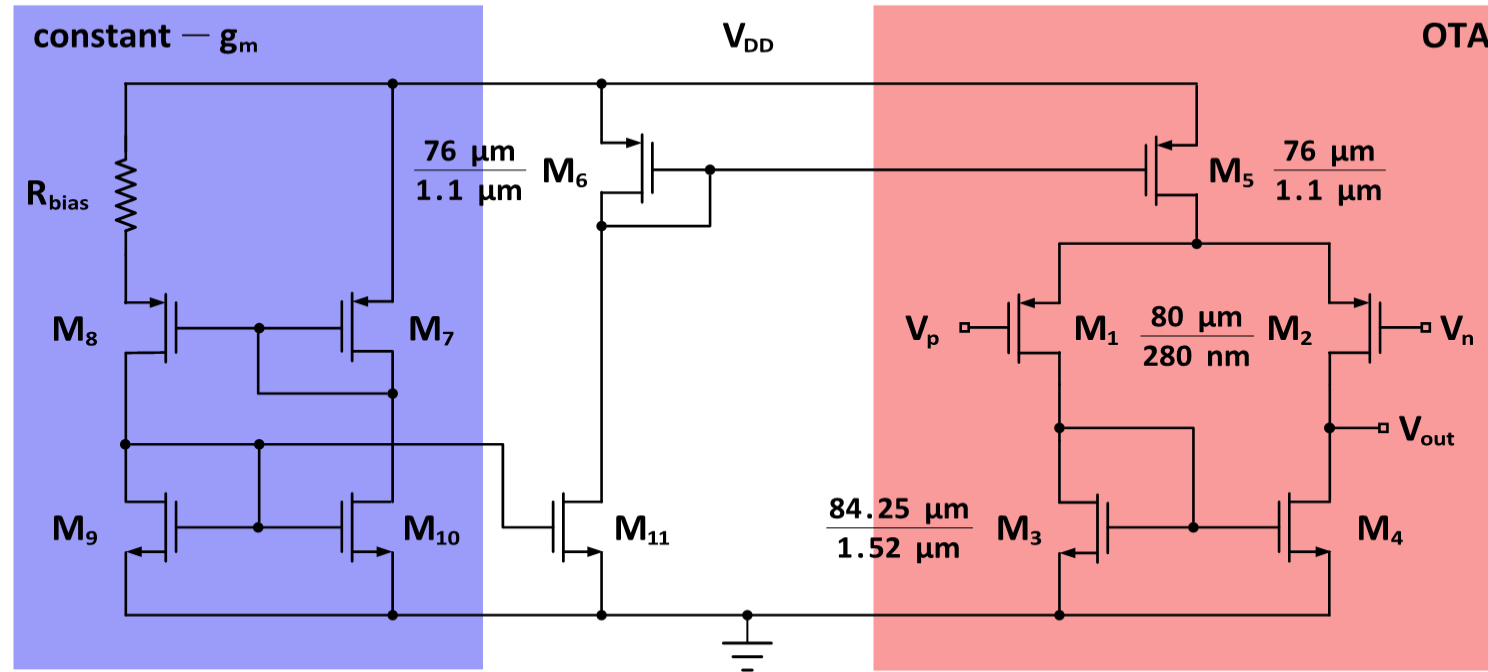 constant − gm
VDD
OTA
Rbias
76 μm
1.1 μm
M6
M5
76 μm
1.1 μm
M8
M7
Vp
M1
80 μm
280 nm
M2
Vn
Vout
M9
M10
M11
84.25 μm
1.52 μm
M3
M4